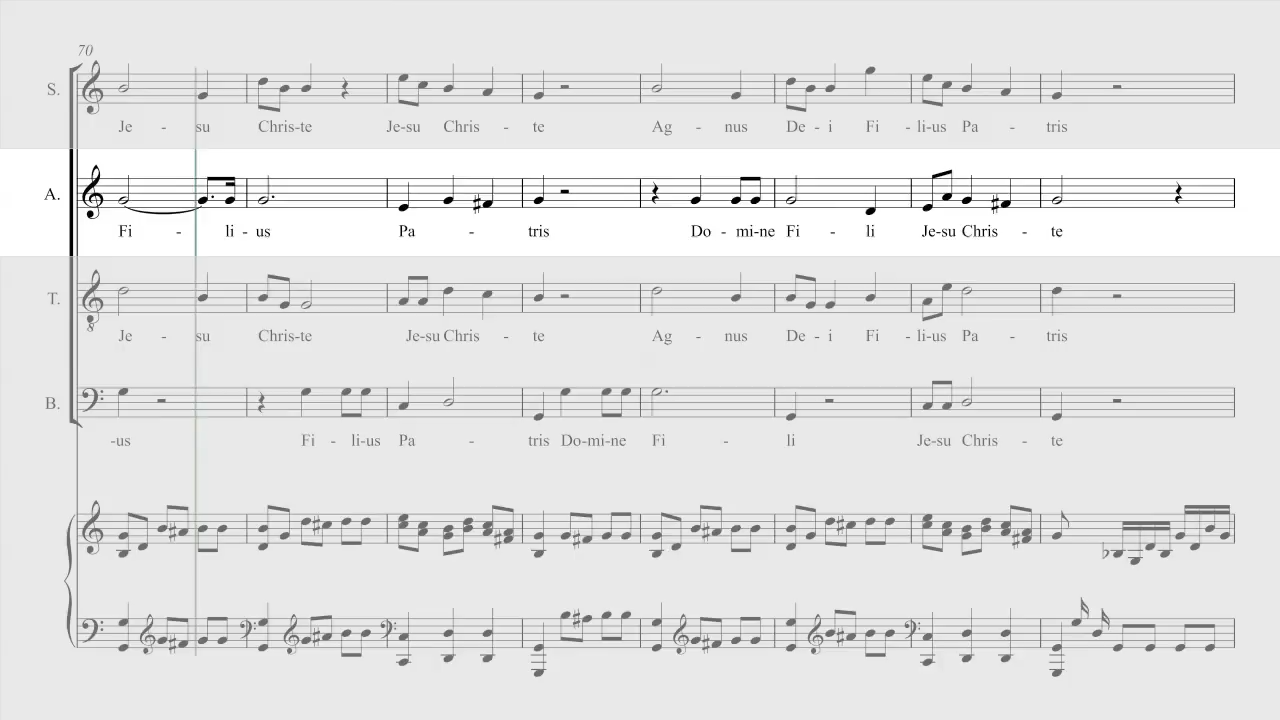 70
S.
Je - su Chris-te Je-su Chris - te Ag - nus De - i Fi - li-us Pa - tris
A.
Fi - li - us Pa - tris Do - mi-ne Fi - li Je-su Chris - te
T.
8
Je - su Chris-te Je-su Chris - te Ag - nus De - i Fi - li-us Pa - tris
B.
-us Fi - li-us Pa - tris Do-mi-ne Fi - li Je-su Chris - te